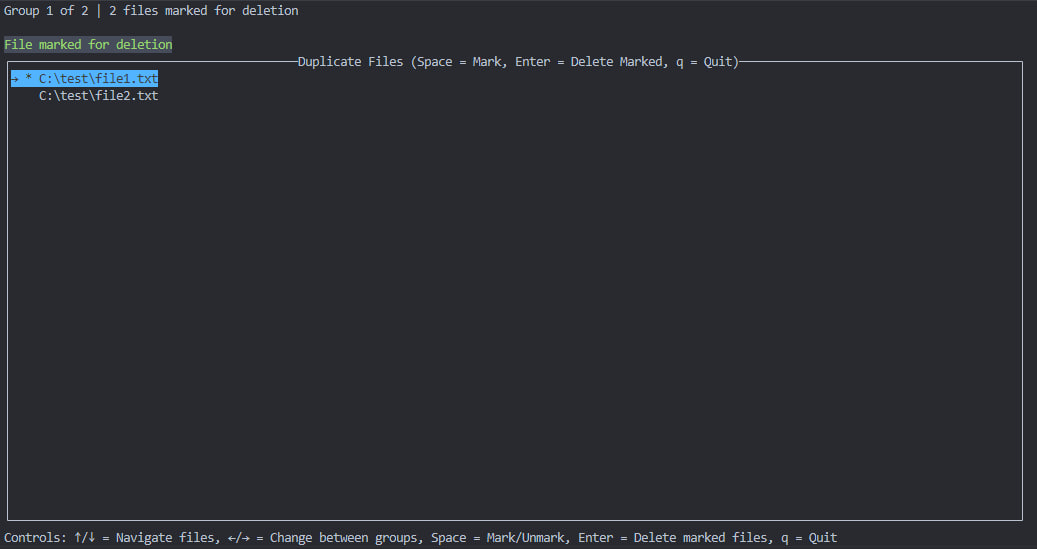 Group 1 of 2 | 2 files marked for deletion
File marked for deletion
Duplicate Files (Space = Mark, Enter = Delete Marked, q = Quit)
→ * C:\test\file1.txt
C:\test\file2.txt
Controls: ↑/↓ = Navigate files, ←/→ = Change between groups, Space = Mark/Unmark, Enter = Delete marked files, q = Quit